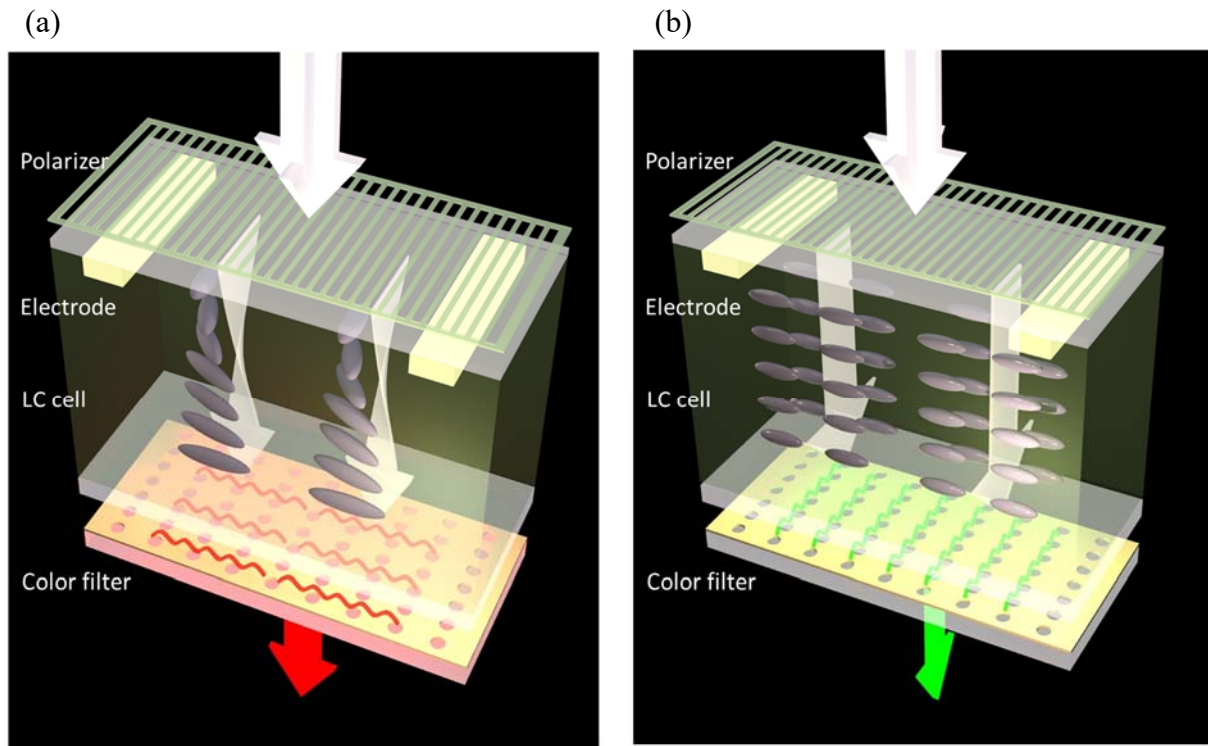 (a)
(b)
Polarizer
Electrode
LC cell
Color filter
Polarizer
Electrode
LC cell
Color filter